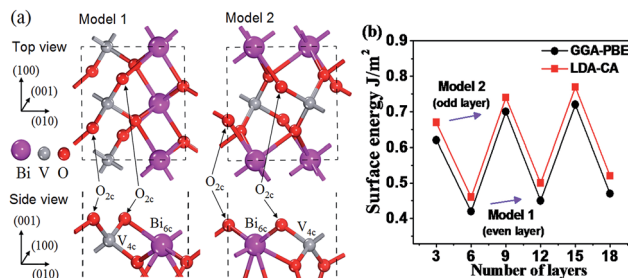 (a)
Model 1
Model 2
Top view
(100)
(001)
(010)
Bi V O
O2c
O2c
O2c
O2c
Side view
(001)
(100)
(010)
Bi6c
V4c
Bi6c
V4c
(b)
GGA-PBE
LDA-CA
Surface energy J/m²
0.9
0.8
0.7
0.6
0.5
0.4
Model 2
(odd layer)
Model 1
(even layer)
3 6 9 12 15 18
Number of layers